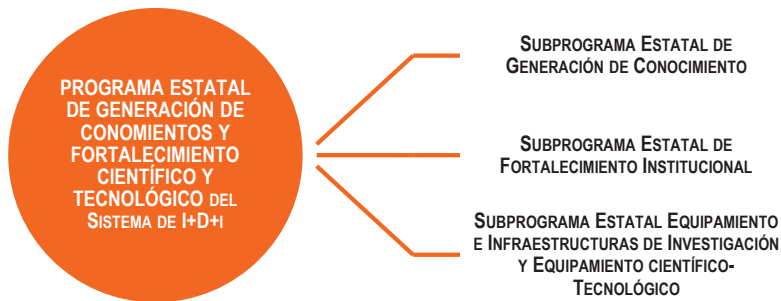 PROGRAMA ESTATAL
DE GENERACIÓN DE
CONOMIENTOS Y
FORTALECIMIENTO
CIENTÍFICO Y
TECNOLÓGICO DEL
SISTEMA DE I+D+I
SUBPROGRAMA ESTATAL DE
GENERACIÓN DE CONOCIMIENTO
SUBPROGRAMA ESTATAL DE
FORTALECIMIENTO INSTITUCIONAL
SUBPROGRAMA ESTATAL EQUIPAMIENTO
E INFRAESTRUCTURAS DE INVESTIGACIÓN
Y EQUIPAMIENTO CIENTÍFICO-
TECNOLÓGICO